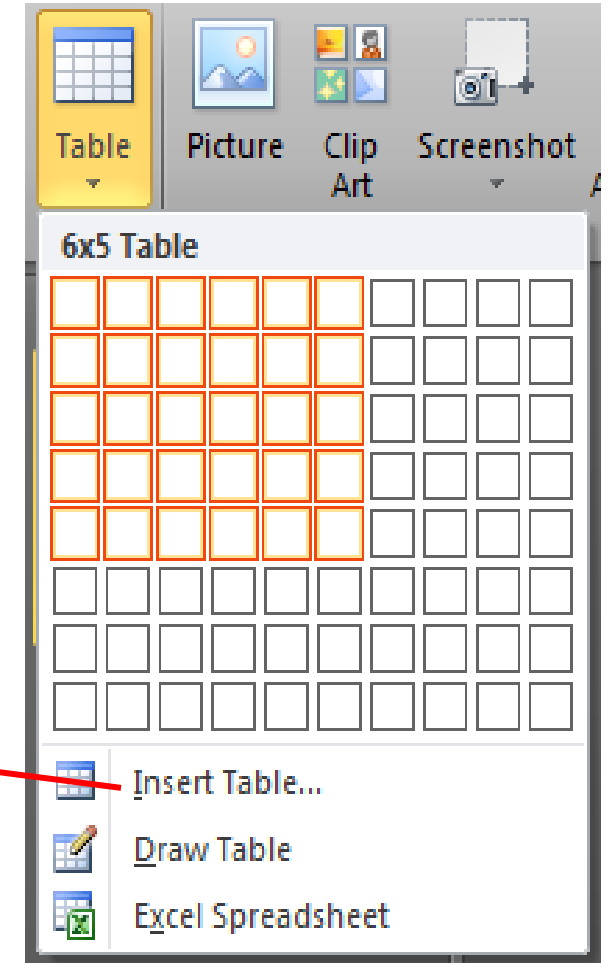 Table Picture Clip Screenshot
Art A
6x5 Table
Insert Table...
Draw Table
Excel Spreadsheet